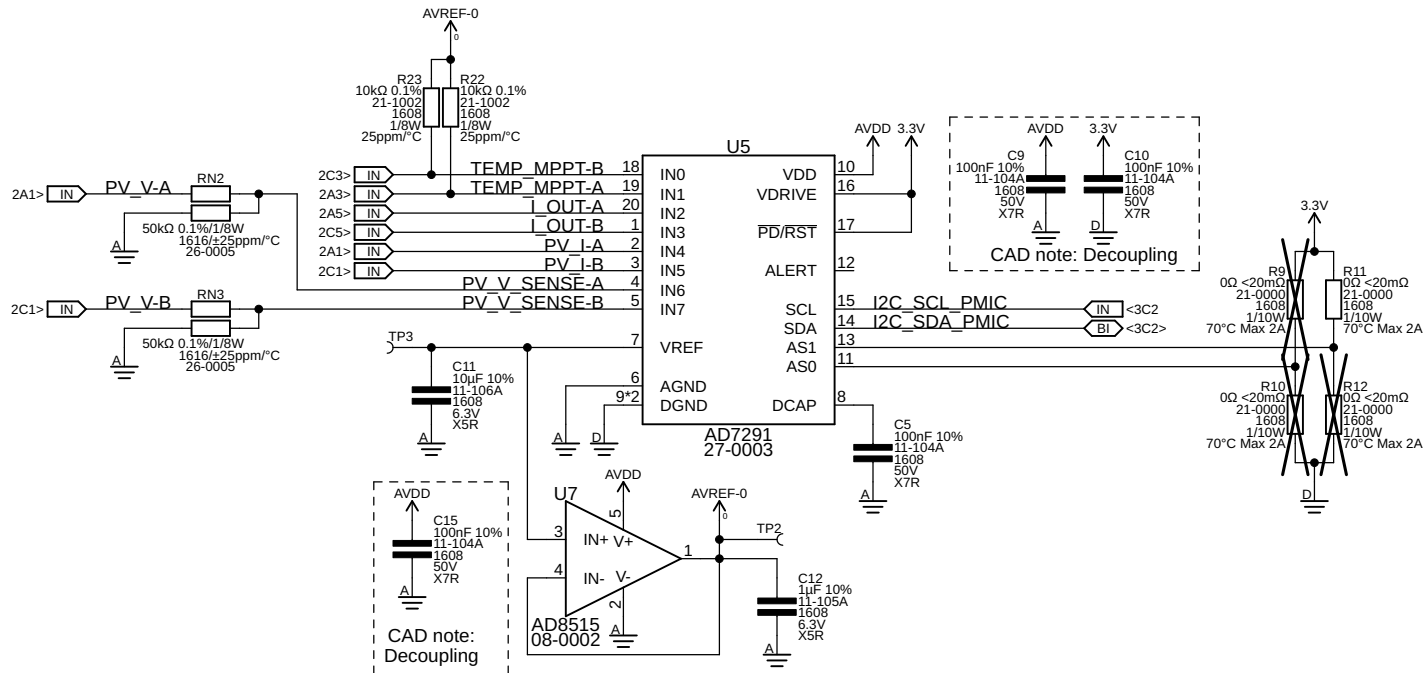 AVREF-0
0
R23
10kΩ 0.1%
21-1002
1608
1/8W
25ppm/°C
R22
10kΩ 0.1%
21-1002
1608
1/8W
25ppm/°C
2A1> IN PV_V-A
RN2
50kΩ 0.1%/1/8W
1616/±25ppm/°C
26-0005
A
2C1> IN PV_V-B
RN3
50kΩ 0.1%/1/8W
1616/±25ppm/°C
26-0005
A
2C3> IN TEMP_MPPT-B 18
2A3> IN TEMP_MPPT-A 19
2A5> IN I_OUT-A 20
2C5> IN I_OUT-B 1
2A1> IN PV_I-A 2
2C1> IN PV_I-B 3
PV_V_SENSE-A 4
PV_V_SENSE-B 5
TP3
7
6
9*2
U5
IN0
IN1
IN2
IN3
IN4
IN5
IN6
IN7
VREF
AGND
DGND
VDD
VDRIVE
PD/RST
ALERT
SCL
SDA
AS1
AS0
DCAP
AD7291
27-0003
AVDD 3.3V
10
16
17
12
15 I2C_SCL_PMIC IN <3C2
14 I2C_SDA_PMIC BI <3C2>
13
11
8
C11
10µF 10%
11-106A
1608
6.3V
X5R
A
A
D
C5
100nF 10%
11-104A
1608
50V
X7R
A
AVDD
C9
100nF 10%
11-104A
1608
50V
X7R
A
3.3V
C10
100nF 10%
11-104A
1608
50V
X7R
D
CAD note: Decoupling
3.3V
R9
0Ω <20mΩ
21-0000
1608
1/10W
70°C Max 2A
R11
0Ω <20mΩ
21-0000
1608
1/10W
70°C Max 2A
R10
0Ω <20mΩ
21-0000
1608
1/10W
70°C Max 2A
R12
0Ω <20mΩ
21-0000
1608
1/10W
70°C Max 2A
D
AVDD
C15
100nF 10%
11-104A
1608
50V
X7R
A
CAD note:
Decoupling
U7
AVDD
5
3 IN+ V+
1
4 IN- V-
2
A
AD8515
08-0002
AVREF-0
0
TP2
C12
1µF 10%
11-105A
1608
6.3V
X5R
A